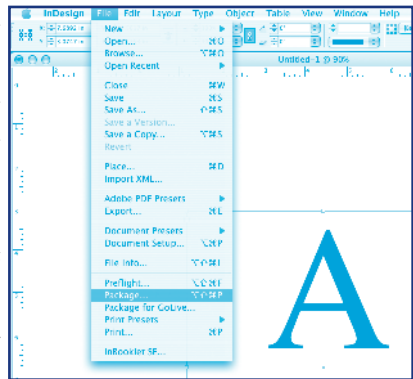 InDesign File Edit Layout Type Object Table View Window Help
Untitled-1 @ 90%
New
Open... ⌘O
Browse... ⌥⌘O
Open Recent
Close ⌘W
Save ⌘S
Save As... ⇧⌘S
Save a Version...
Save a Copy... ⌥⌘S
Revert
Place... ⌘D
Import XML...
Adobe PDF Presets
Export... ⌘E
Document Presets
Document Setup... ⌥⌘P
File Info... ⌥⇧⌘I
Preflight... ⌥⇧⌘F
Package... ⌥⇧⌘P
Package for GoLive...
Print Presets
Print... ⌘P
InBooklet SE...
A